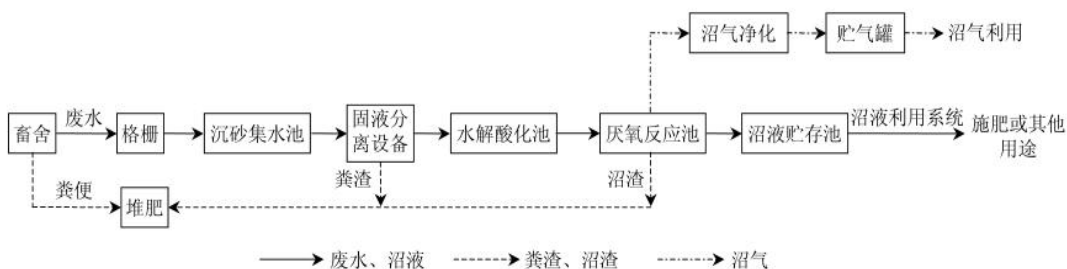 沼气净化
贮气罐
沼气利用
畜舍
废水
格栅
沉砂集水池
固液分
离设备
水解酸化池
厌氧反应池
沼液贮存池
沼液利用系统
施肥或其他
用途
粪便
堆肥
粪渣
沼渣
废水、沼液
粪渣、沼渣
沼气